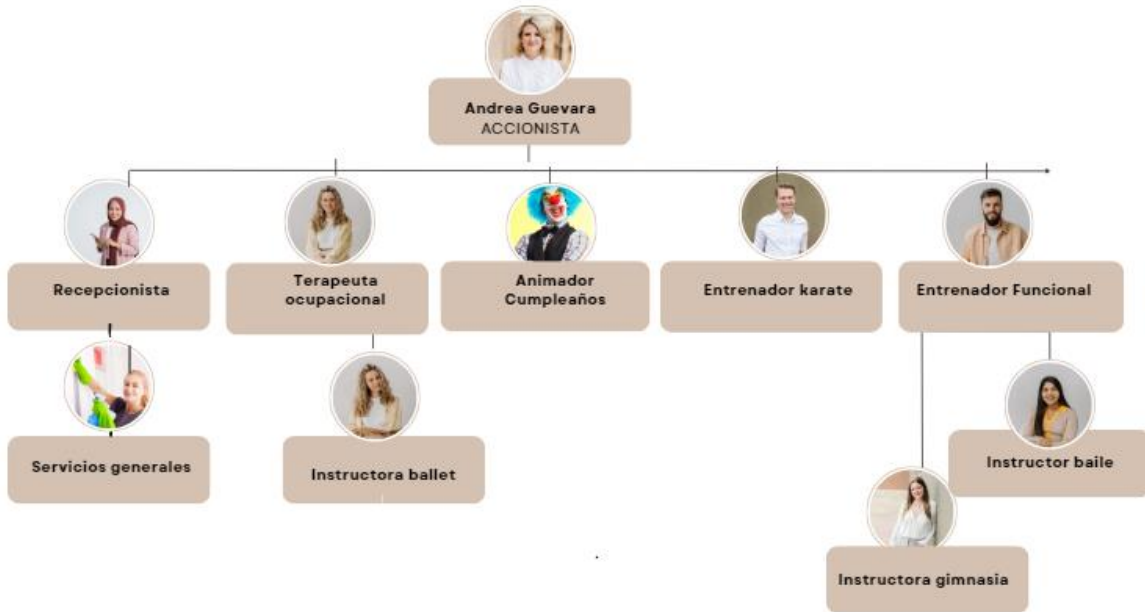 Andrea Guevara
ACCIONISTA
Recepcionista
Terapeuta
ocupacional
Animador
Cumpleaños
Entrenador karate
Entrenador Funcional
Servicios generales
Instructora ballet
Instructor baile
Instructora gimnasia